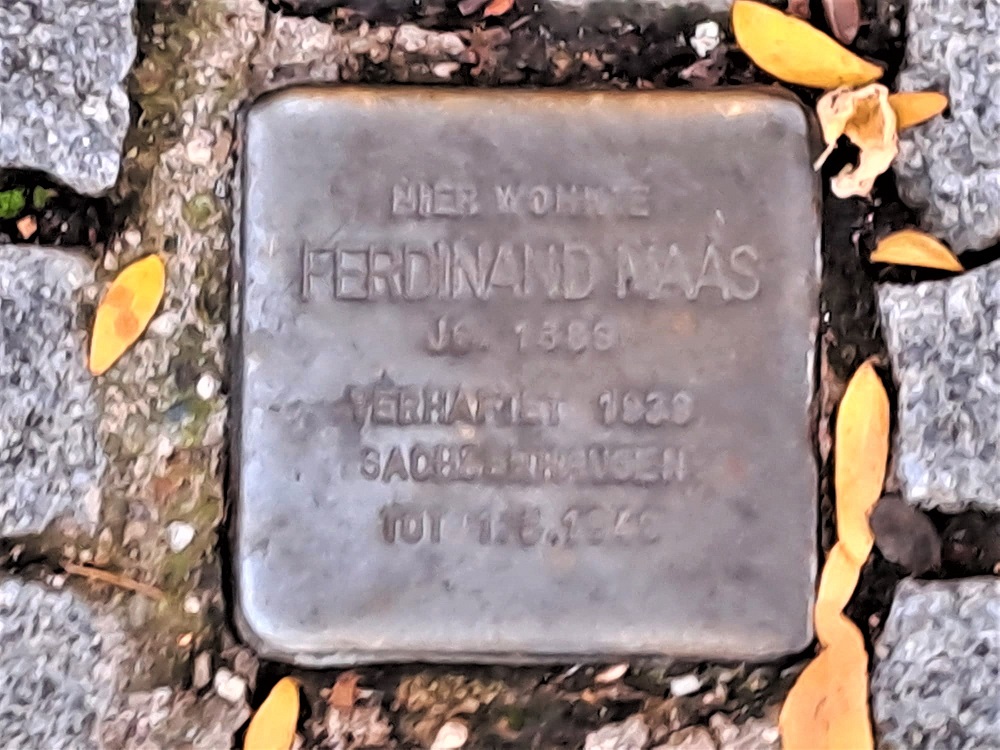 HIER WOHNTE
FERDINAND MAAS
JG.
VERHAFTET
SACHSENHAUSEN
TOT